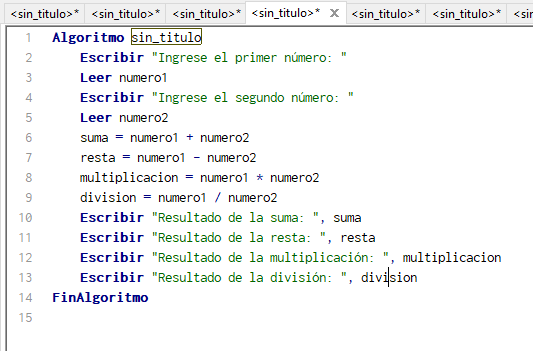 <sin_titulo>* <sin_titulo>* <sin_titulo>* <sin_titulo>* <sin_titulo>* <sin_titulo>*
1 Algoritmo sin_titulo
2 Escribir "Ingrese el primer número: "
3 Leer numero1
4 Escribir "Ingrese el segundo número: "
5 Leer numero2
6 suma = numero1 + numero2
7 resta = numero1 - numero2
8 multiplicacion = numero1 * numero2
9 division = numero1 / numero2
10 Escribir "Resultado de la suma: ", suma
11 Escribir "Resultado de la resta: ", resta
12 Escribir "Resultado de la multiplicación: ", multiplicacion
13 Escribir "Resultado de la división: ", division
14 FinAlgoritmo
15